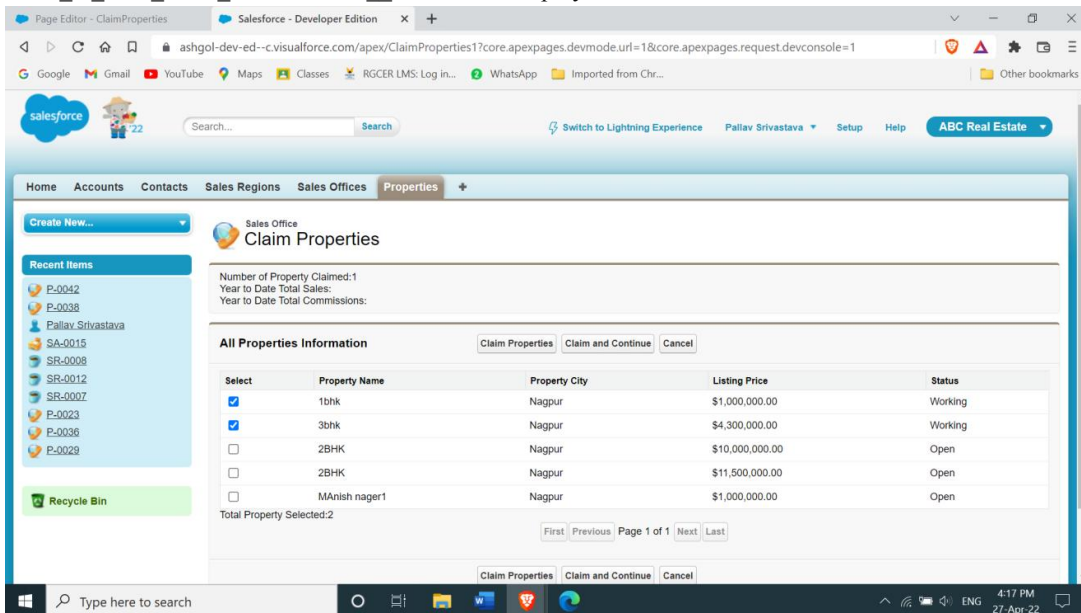 Page Editor - ClaimProperties
Salesforce - Developer Edition
ashgol-dev-ed--c.visualforce.com/apex/ClaimProperties1?core.apexpages.devmode.url=1&core.apexpages.request.devconsole=1
Google Gmail YouTube Maps Classes RGCER LMS: Log in... WhatsApp Imported from Chr... Other bookmarks
salesforce '22 Search... Search Switch to Lightning Experience Pallav Srivastava Setup Help ABC Real Estate
Home Accounts Contacts Sales Regions Sales Offices Properties +
Create New...
Recent Items
P-0042
P-0038
Pallav Srivastava
SA-0015
SR-0008
SR-0012
SR-0007
P-0023
P-0036
P-0029
Recycle Bin
Sales Office
Claim Properties
Number of Property Claimed:1
Year to Date Total Sales:
Year to Date Total Commissions:
All Properties Information Claim Properties Claim and Continue Cancel
Select Property Name Property City Listing Price Status
1bhk Nagpur $1,000,000.00 Working
3bhk Nagpur $4,300,000.00 Working
2BHK Nagpur $10,000,000.00 Open
2BHK Nagpur $11,500,000.00 Open
MAnish nager1 Nagpur $1,000,000.00 Open
Total Property Selected:2
First Previous Page 1 of 1 Next Last
Claim Properties Claim and Continue Cancel
Type here to search
ENG
4:17 PM
27-Apr-22